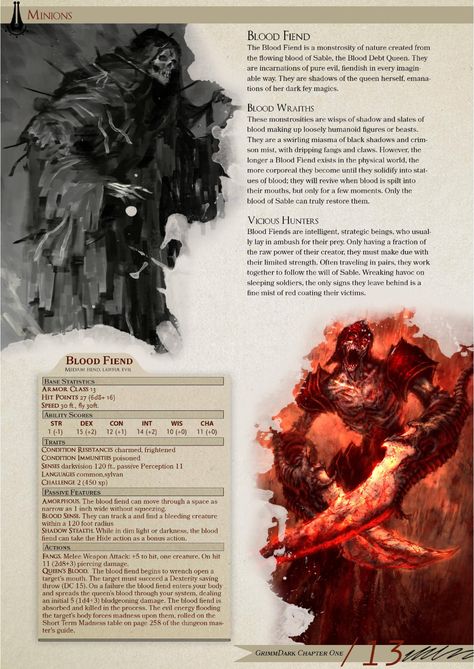 Minions
Blood Fiend
The Blood Fiend is a monstrosity of nature created from
the flowing blood of Sable, the Blood Debt Queen. They
are incarnations of pure evil, fiendish in every imagin-
able way. They are shadows of the queen herself, emana-
tions of her dark fey magics.
Blood Wraiths
These monstrosities are wisps of shadow and slates of
blood making up loosely humanoid figures or beasts.
They are a swirling miasma of black shadows and crim-
son mist, with dripping fangs and claws. However, the
longer a Blood Fiend exists in the physical world, the
more corporeal they become until they solidify into stat-
ues of blood; they will revive when blood is spilt into
their mouths, but only for a few moments. Only the
blood of Sable can truly restore them.
Vicious Hunters
Blood Fiends are intelligent, strategic beings, who usual-
ly lay in ambush for their prey. Only having a fraction of
the raw power of their creator, they must make due with
their limited strength. Often traveling in pairs, they work
together to follow the will of Sable. Wreaking havoc on
sleeping soldiers, the only signs they leave behind is a
fine mist of red coating their victims.
Blood Fiend
Medium fiend, lawful evil
Base Statistics
Armor Class 13
Hit Points 27 (6d8+ 16)
Speed 30 ft., fly 30ft.
Ability Scores
STR DEX CON INT WIS CHA
1 (-1) 15 (+2) 12 (+1) 14 (+2) 10 (+0) 11 (+0)
Traits
Condition Resistancis charmed, frightened
Condition Immunities poisoned
Senses darkvision 120 ft., passive Perception 11
Languages common,sylvan
Challenge 2 (450 xp)
Passive Features
Amorphous. The blood fiend can move through a space as
narrow as 1 inch wide without squeezing.
Blood Sense. They can track a and find a bleeding creature
within a 120 foot radius
Shadow Stealth. While in dim light or darkness, the blood
fiend can take the Hide action as a bonus action.
Actions
Fangs. Melee Weapon Attack: +5 to hit, one creature. On hit
11 (2d8+3) piercing damage.
Queen's Blood. The blood fiend begins to wrench open a
target's mouth. The target must succeed a Dexterity saving
throw (DC 15). On a failure the blood fiend enters your body
and spreads the queen's blood through your system, dealing
an initial 5 (1d4+3) bludgeoning damage. The blood fiend is
absorbed and killed in the process. The evil energy flooding
the target's body forces madness upon them, rolled on the
Short Term Madness table on page 258 of the dungeon mas-
ter's guide.
GrimmDark Chapter One
/13